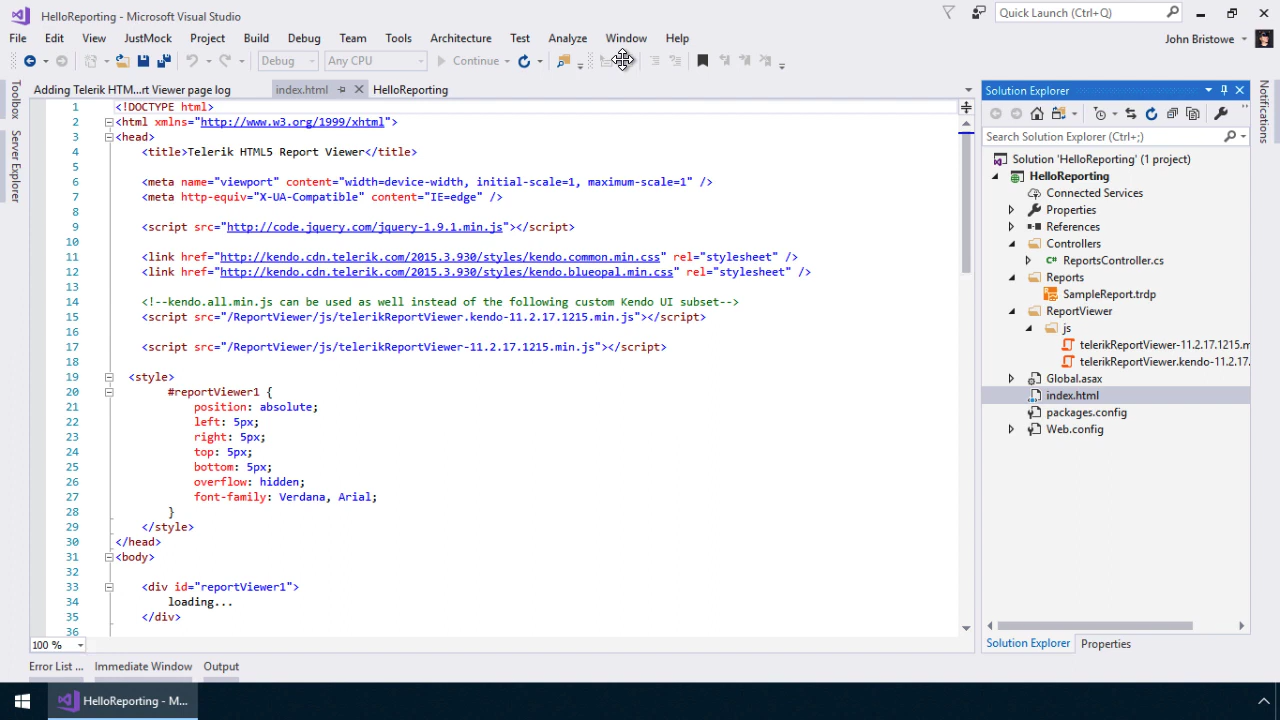 HelloReporting - Microsoft Visual Studio
Quick Launch (Ctrl+Q)
File Edit View JustMock Project Build Debug Team Tools Architecture Test Analyze Window Help
John Bristowe
Debug Any CPU Continue
Adding Telerik HTM...rt Viewer page log index.html HelloReporting
Toolbox
Server Explorer
1 <!DOCTYPE html>
2 <html xmlns="http://www.w3.org/1999/xhtml">
3 <head>
4 <title>Telerik HTML5 Report Viewer</title>
5
6 <meta name="viewport" content="width=device-width, initial-scale=1, maximum-scale=1" />
7 <meta http-equiv="X-UA-Compatible" content="IE=edge" />
8
9 <script src="http://code.jquery.com/jquery-1.9.1.min.js"></script>
10
11 <link href="http://kendo.cdn.telerik.com/2015.3.930/styles/kendo.common.min.css" rel="stylesheet" />
12 <link href="http://kendo.cdn.telerik.com/2015.3.930/styles/kendo.blueopal.min.css" rel="stylesheet" />
13
14 <!--kendo.all.min.js can be used as well instead of the following custom Kendo UI subset-->
15 <script src="/ReportViewer/js/telerikReportViewer.kendo-11.2.17.1215.min.js"></script>
16
17 <script src="/ReportViewer/js/telerikReportViewer-11.2.17.1215.min.js"></script>
18
19 <style>
20 #reportViewer1 {
21 position: absolute;
22 left: 5px;
23 right: 5px;
24 top: 5px;
25 bottom: 5px;
26 overflow: hidden;
27 font-family: Verdana, Arial;
28 }
29 </style>
30 </head>
31 <body>
32
33 <div id="reportViewer1">
34 loading...
35 </div>
36
100 %
Solution Explorer
Search Solution Explorer (Ctrl+;)
Solution 'HelloReporting' (1 project)
HelloReporting
Connected Services
Properties
References
Controllers
ReportsController.cs
Reports
SampleReport.trdp
ReportViewer
js
telerikReportViewer-11.2.17.1215.m
telerikReportViewer.kendo-11.2.17.
Global.asax
index.html
packages.config
Web.config
Solution Explorer Properties
Notifications
Error List ... Immediate Window Output
HelloReporting - M...